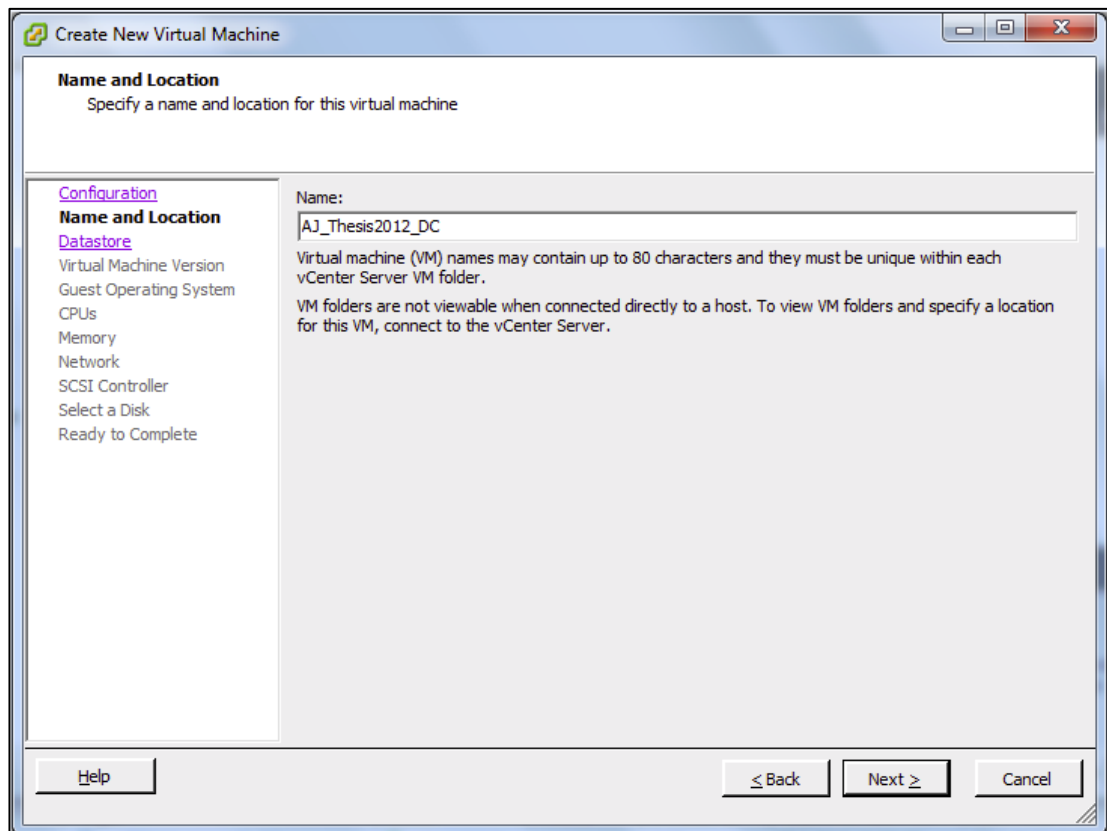 Create New Virtual Machine
Name and Location
Specify a name and location for this virtual machine
Configuration
Name and Location
Datastore
Virtual Machine Version
Guest Operating System
CPUs
Memory
Network
SCSI Controller
Select a Disk
Ready to Complete
Name:
AJ_Thesis2012_DC
Virtual machine (VM) names may contain up to 80 characters and they must be unique within each
vCenter Server VM folder.
VM folders are not viewable when connected directly to a host. To view VM folders and specify a location
for this VM, connect to the vCenter Server.
Help
< Back
Next >
Cancel